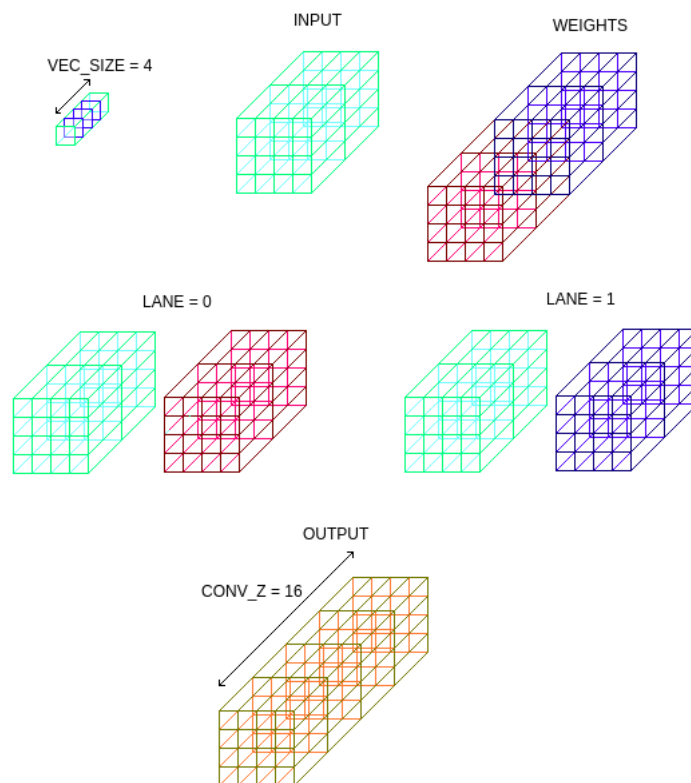 INPUT
WEIGHTS
VEC_SIZE = 4
LANE = 0
LANE = 1
OUTPUT
CONV_Z = 16